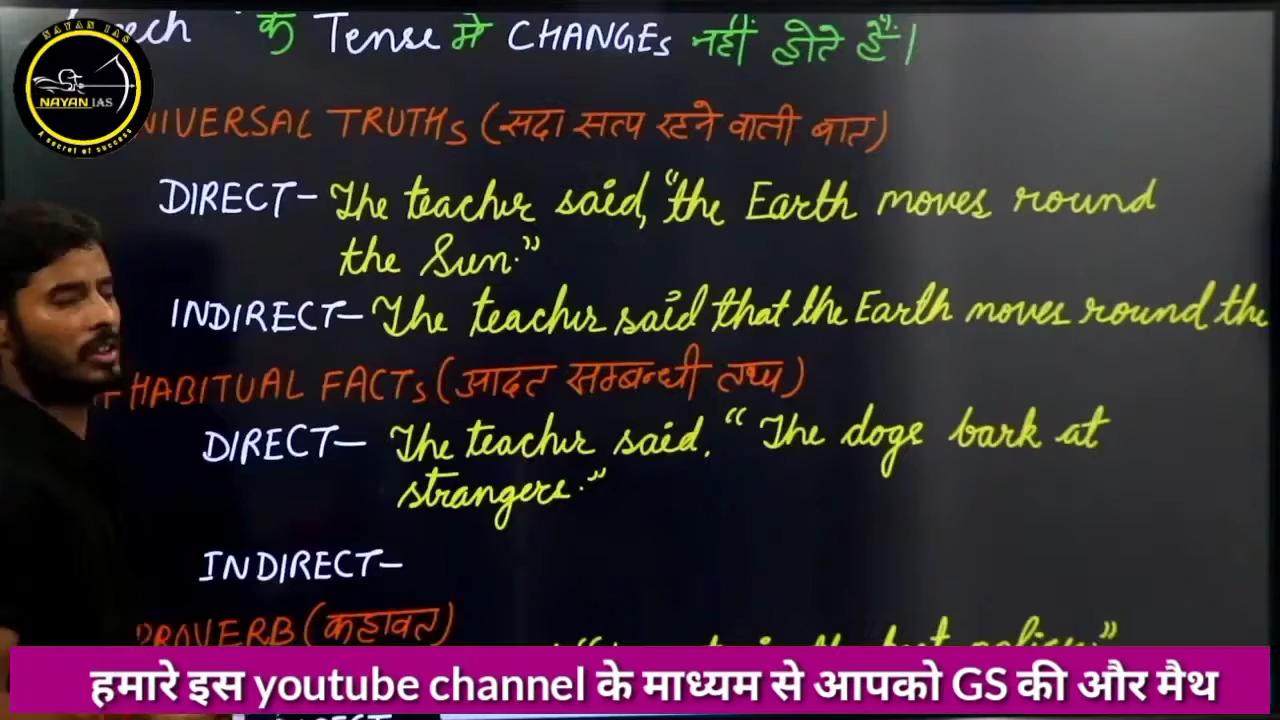 के Tense मे CHANGEs नहीं होते हैं।
NAYAN IAS
NAYAN IAS
A secret of success
NIVERSAL TRUTHs (सदा सत्य रहने वाली बात)
DIRECT- The teacher said, "the Earth moves round
the Sun."
INDIRECT- The teacher said that the Earth moves round the
HABITUAL FACTs (आदत सम्बन्धी तथ्य)
DIRECT- The teacher said, "The dogs bark at
strangers."
INDIRECT-
PROVERB (कहावत)
हमारे इस youtube channel के माध्यम से आपको GS की और मैथ